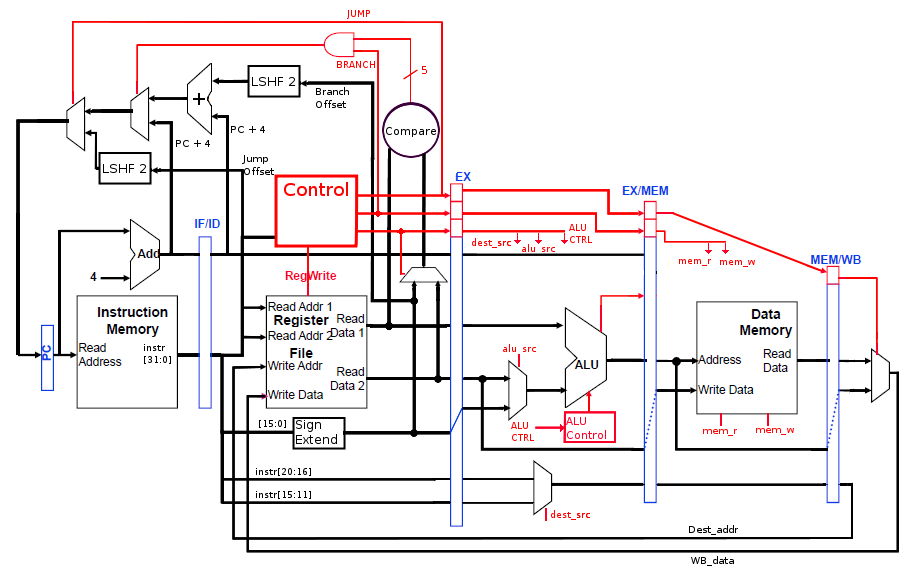 JUMP
BRANCH
5
LSHF 2
Branch
Offset
+
Compare
PC + 4
PC + 4
LSHF 2
Jump
Offset
Control
EX
EX/MEM
IF/ID
ALU
CTRL
dest_src
alu_src
mem_r
mem_w
MEM/WB
Add
4
RegWrite
Instruction
Memory
Read
Address
instr
[31:0]
PC
Read Addr 1
Register
Read Addr 2
File
Write Addr
Write Data
Read
Data 1
Read
Data 2
alu_src
ALU
Data
Memory
Address
Read
Data
Write Data
mem_r
mem_w
[15:0]
Sign
Extend
ALU
CTRL
ALU
Control
instr[20:16]
instr[15:11]
dest_src
Dest_addr
WB_data